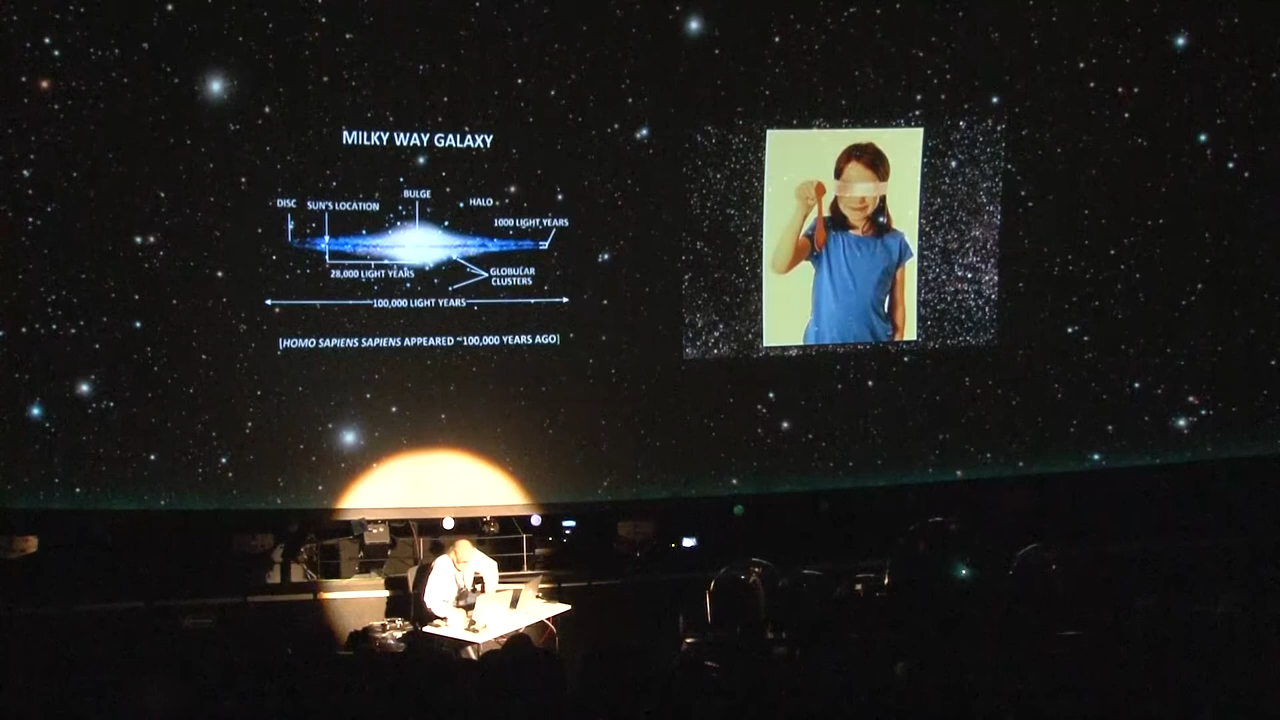 MILKY WAY GALAXY
BULGE
DISC
SUN'S LOCATION
HALO
1000 LIGHT YEARS
28,000 LIGHT YEARS
GLOBULAR
CLUSTERS
100,000 LIGHT YEARS
[HOMO SAPIENS SAPIENS APPEARED ~100,000 YEARS AGO]